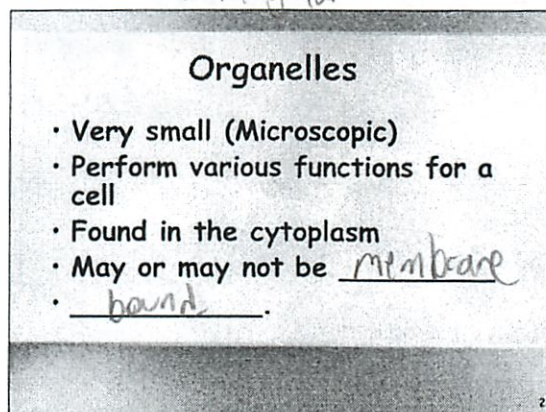 Organelles
· Very small (Microscopic)
· Perform various functions for a
cell
· Found in the cytoplasm
· May or may not be membrane
· bound.
2